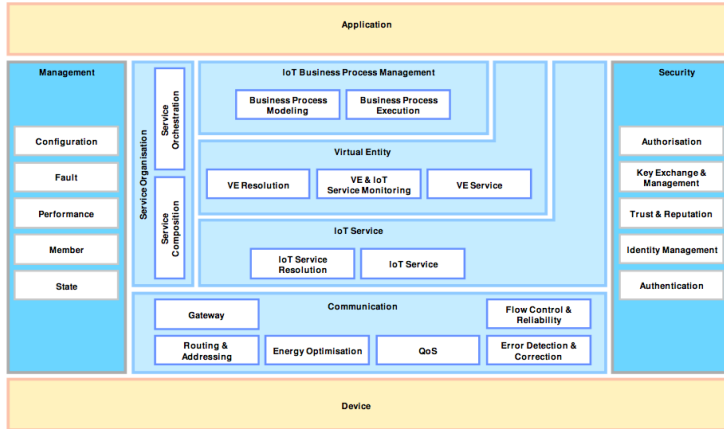 Application
Management
Configuration
Fault
Performance
Member
State
Service Organisation
Service
Orchestration
Service
Composition
IoT Business Process Management
Business Process
Modeling
Business Process
Execution
Virtual Entity
VE Resolution
VE & IoT
Service Monitoring
VE Service
IoT Service
IoT Service
Resolution
IoT Service
Communication
Gateway
Flow Control &
Reliability
Routing &
Addressing
Energy Optimisation
QoS
Error Detection &
Correction
Security
Authorisation
Key Exchange &
Management
Trust & Reputation
Identity Management
Authentication
Device